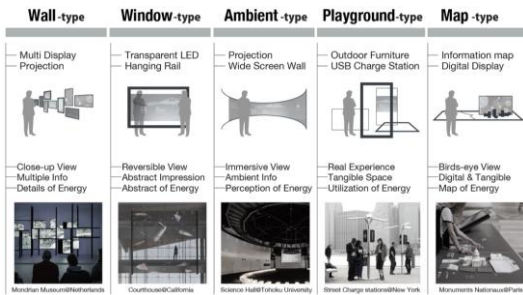 Wall -type
Multi Display
Projection
Close-up View
Multiple Info
Details of Energy
Mondrian Museum@Netherlands
Window-type
Transparent LED
Hanging Rail
Reversible View
Abstract Impression
Abstract of Energy
Courthouse@California
Ambient-type
Projection
Wide Screen Wall
Immersive View
Ambient Info
Perception of Energy
Science Hall@Tohoku University
Playground-type
Outdoor Furniture
USB Charge Station
Real Experience
Tangible Space
Utilization of Energy
Street Charge stations@New York
Map -type
Information map
Digital Display
Birds-eye View
Digital & Tangible
Map of Energy
Monuments Nationaux@Paris